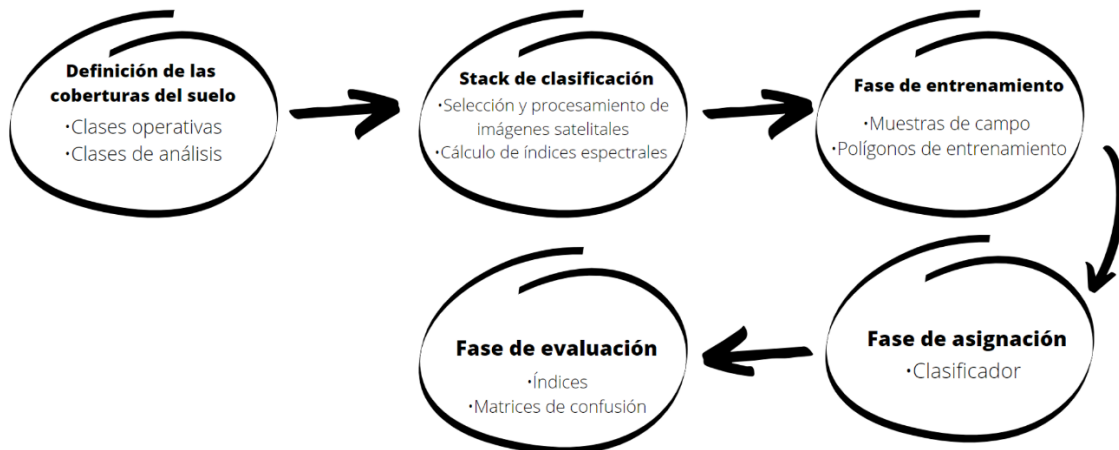 Definición de las
coberturas del suelo
•Clases operativas
•Clases de análisis
Stack de clasificación
•Selección y procesamiento de
imágenes satelitales
•Cálculo de índices espectrales
Fase de entrenamiento
•Muestras de campo
•Polígonos de entrenamiento
Fase de asignación
•Clasificador
Fase de evaluación
•Índices
•Matrices de confusión